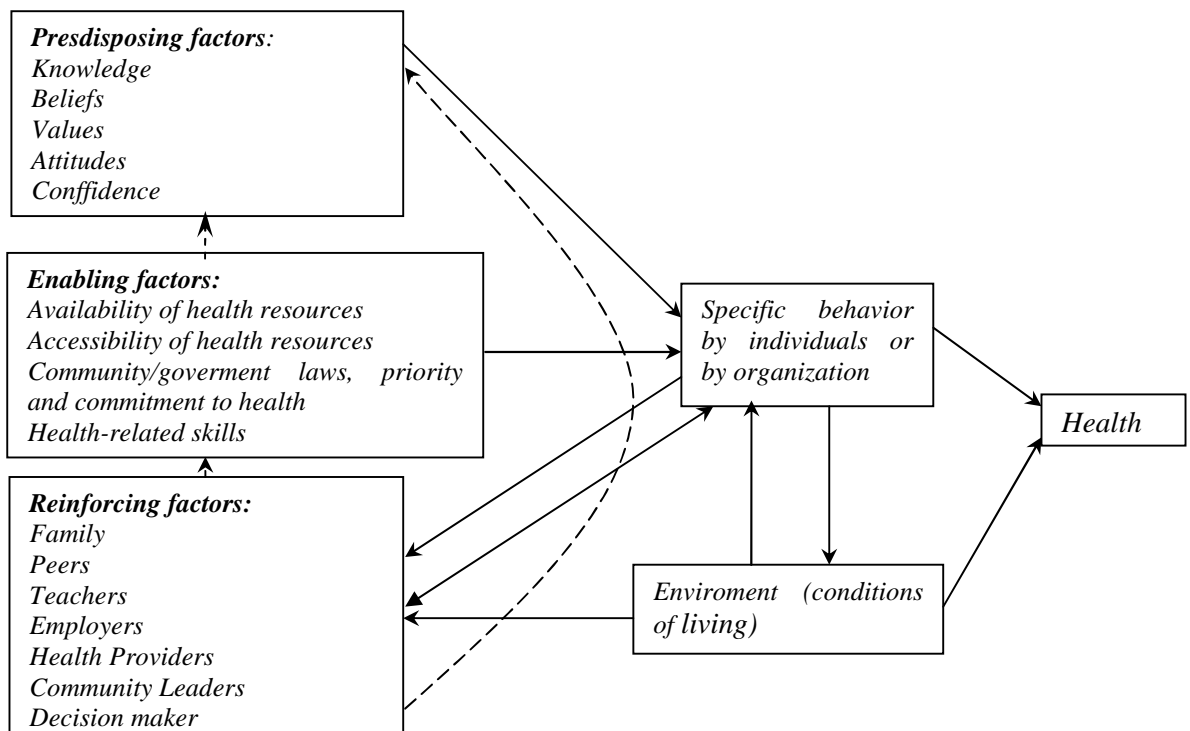 Presdisposing factors:
Knowledge
Beliefs
Values
Attitudes
Conffidence
Enabling factors:
Availability of health resources
Accessibility of health resources
Community/goverment laws, priority
and commitment to health
Health-related skills
Reinforcing factors:
Family
Peers
Teachers
Employers
Health Providers
Community Leaders
Decision maker
Specific behavior
by individuals or
by organization
Enviroment (conditions
of living)
Health